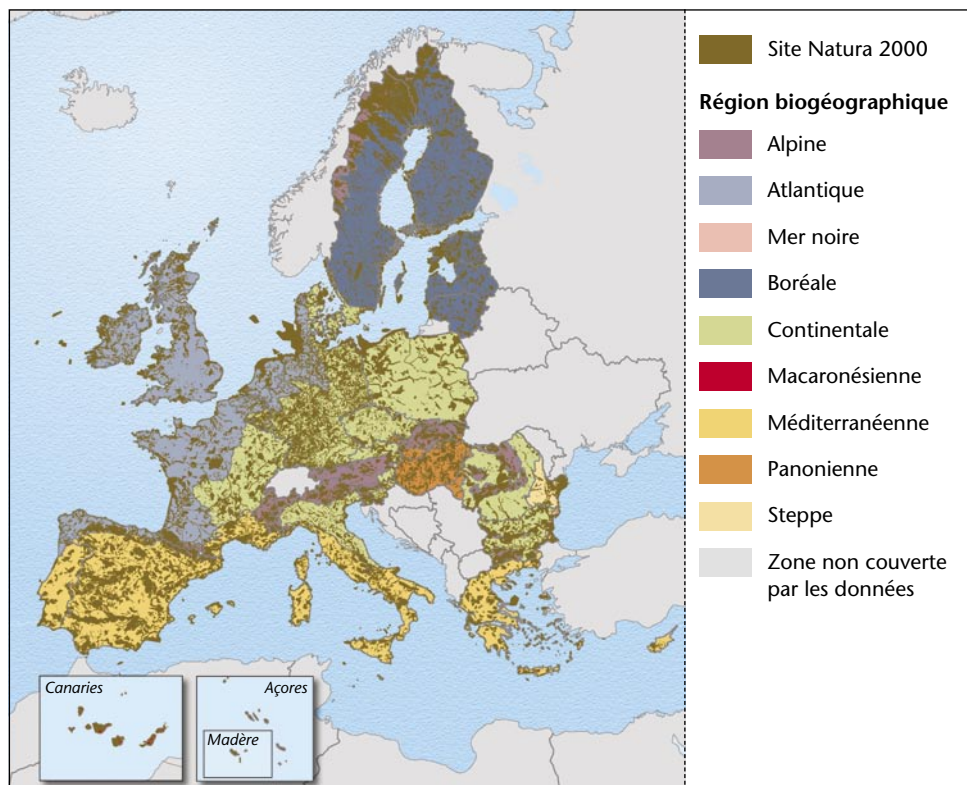 Site Natura 2000
Région biogéographique
Alpine
Atlantique
Mer noire
Boréale
Continentale
Macaronésienne
Méditerranéenne
Panonienne
Steppe
Zone non couverte
par les données
Canaries
Açores
Madère